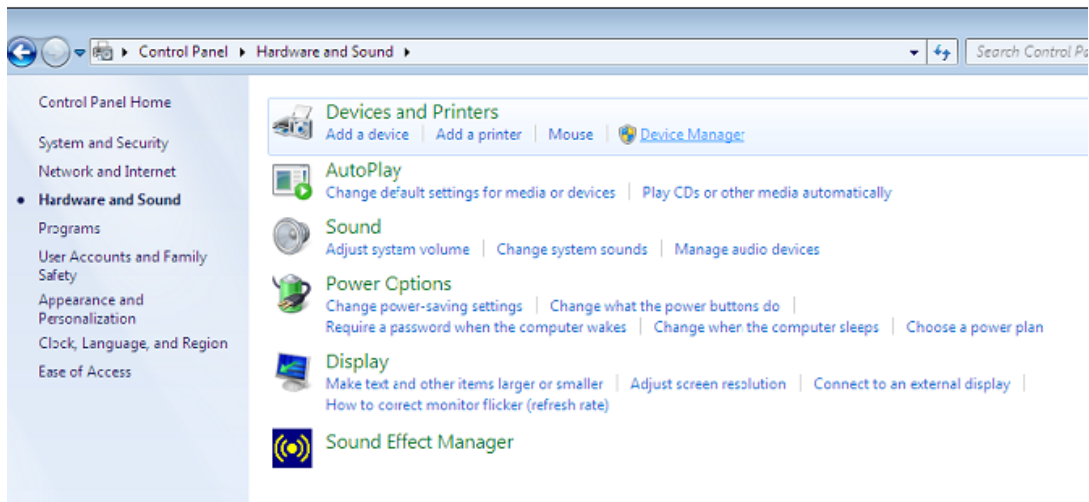 Control Panel Hardware and Sound Search Control Pa
Control Panel Home
System and Security
Network and Internet
Hardware and Sound
Programs
User Accounts and Family
Safety
Appearance and
Personalization
Clock, Language, and Region
Ease of Access
Devices and Printers
Add a device Add a printer Mouse Device Manager
AutoPlay
Change default settings for media or devices Play CDs or other media automatically
Sound
Adjust system volume Change system sounds Manage audio devices
Power Options
Change power-saving settings Change what the power buttons do
Require a password when the computer wakes Change when the computer sleeps Choose a power plan
Display
Make text and other items larger or smaller Adjust screen resolution Connect to an external display
How to correct monitor flicker (refresh rate)
Sound Effect Manager